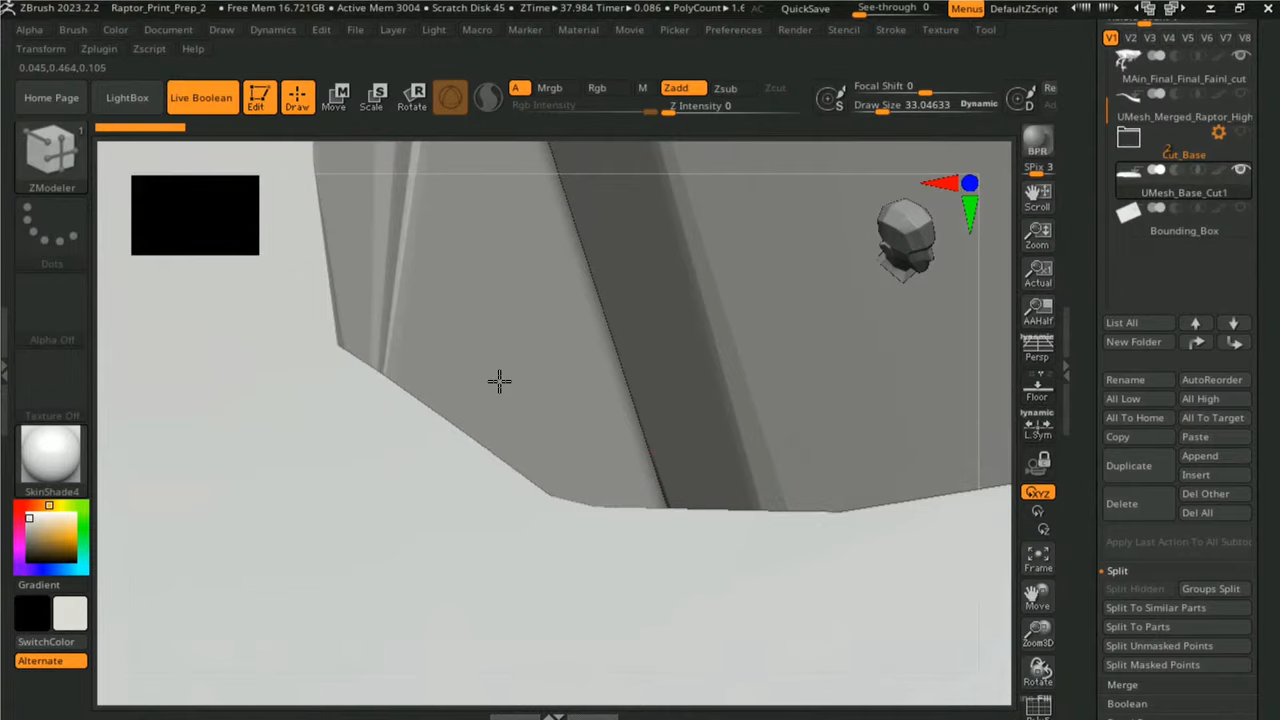 ZBrush 2023.2.2 Raptor_Print_Prep_2 • Free Mem 16.721GB • Active Mem 3004 • Scratch Disk 45 • ZTime▸37.984 Timer▸0.086 • PolyCount▸1.6 AC QuickSave See-through 0 Menus DefaultZScript
Alpha Brush Color Document Draw Dynamics Edit File Layer Light Macro Marker Material Movie Picker Preferences Render Stencil Stroke Texture Tool
Transform Zplugin Zscript Help
0.045,0.464,0.105
Home Page LightBox Live Boolean Edit Draw Move Scale Rotate
A Mrgb Rgb M Zadd Zsub Zcut
Rgb Intensity Z Intensity 0
S Focal Shift 0
Draw Size 33.04633 Dynamic D
1
ZModeler
Dots
Alpha Off
Texture Off
SkinShade4
Gradient
SwitchColor
Alternate
BPR
SPix 3
Scroll
Zoom
Actual
AAHalf
Dynamic
Persp
Floor
Dynamic
L.Sym
XYZ
Y
Z
Frame
Move
Zoom3D
Rotate
V1 V2 V3 V4 V5 V6 V7 V8
MAin_Final_Final_FainI_cut
UMesh_Merged_Raptor_High
2
Cut_Base
UMesh_Base_Cut1
Bounding_Box
List All
New Folder
Rename AutoReorder
All Low All High
All To Home All To Target
Copy Paste
Duplicate Append
Insert
Delete Del Other
Del All
Apply Last Action To All Subtoo
Split
Split Hidden Groups Split
Split To Similar Parts
Split To Parts
Split Unmasked Points
Split Masked Points
Merge
Boolean